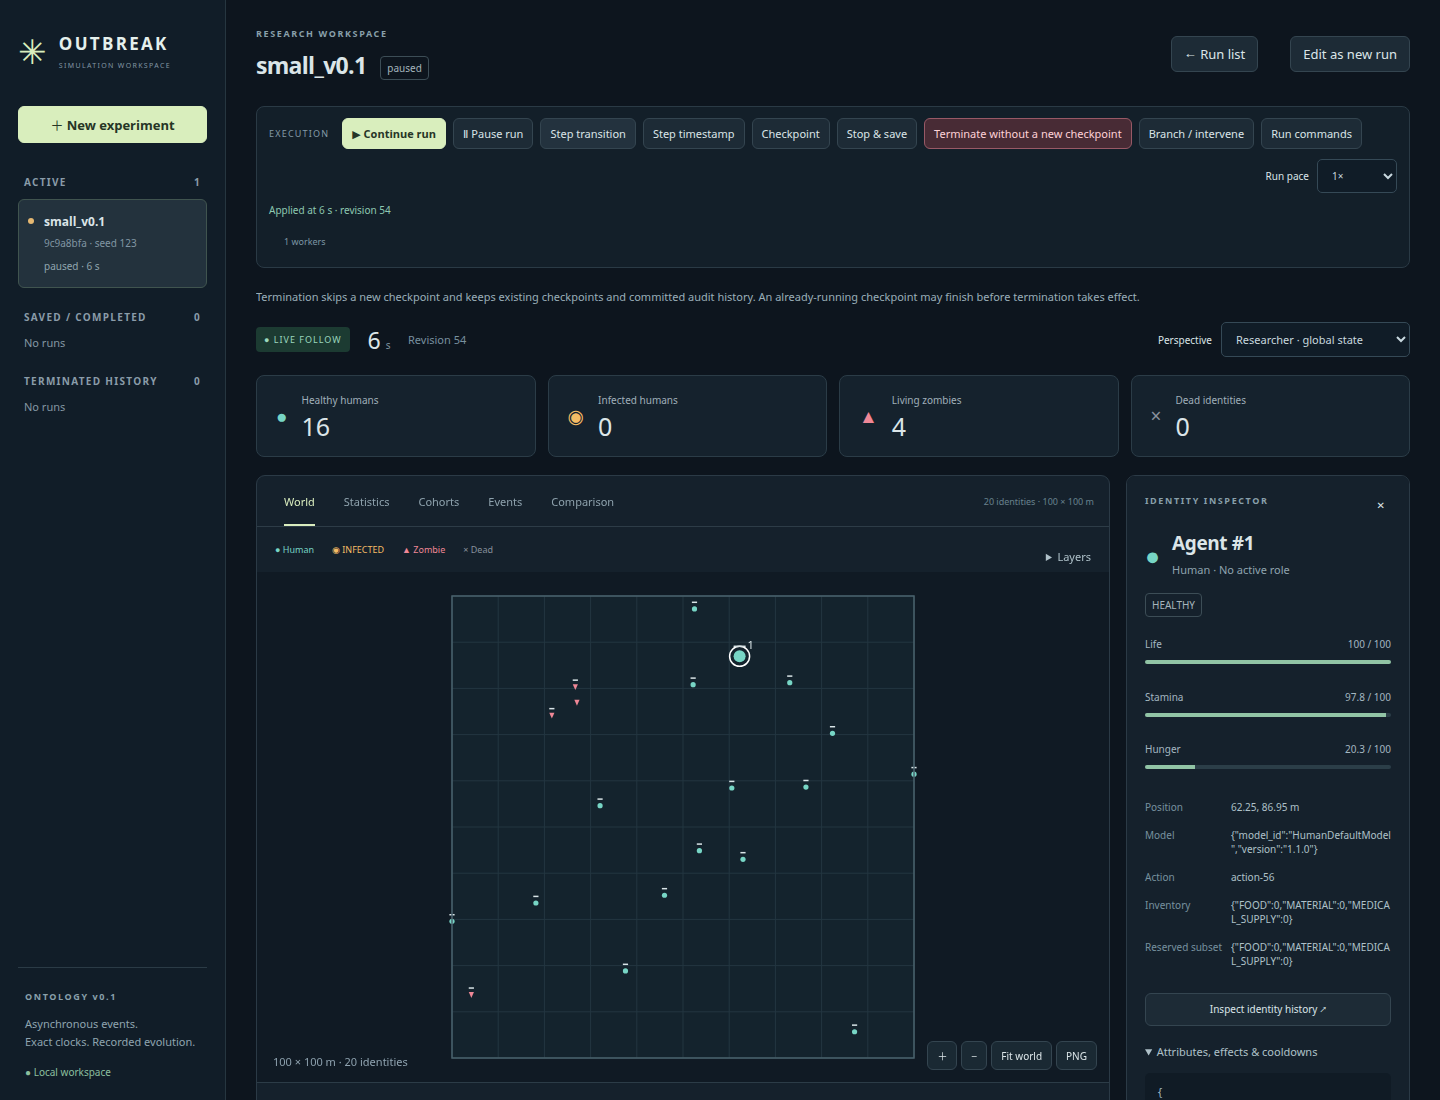 OUTBREAK
SIMULATION WORKSPACE
+ New experiment
ACTIVE 1
small_v0.1
9c9a8bfa · seed 123
paused · 6 s
SAVED / COMPLETED 0
No runs
TERMINATED HISTORY 0
No runs
ONTOLOGY v0.1
Asynchronous events.
Exact clocks. Recorded evolution.
● Local workspace
RESEARCH WORKSPACE
small_v0.1 paused
← Run list Edit as new run
EXECUTION ▶ Continue run Ⅱ Pause run Step transition Step timestamp Checkpoint Stop & save Terminate without a new checkpoint Branch / intervene Run commands
Run pace 1×
Applied at 6 s · revision 54
1 workers
Termination skips a new checkpoint and keeps existing checkpoints and committed audit history. An already-running checkpoint may finish before termination takes effect.
● LIVE FOLLOW 6 s Revision 54
Perspective Researcher · global state
Healthy humans
● 16
Infected humans
◉ 0
Living zombies
▲ 4
Dead identities
× 0
World Statistics Cohorts Events Comparison 20 identities · 100 × 100 m
● Human ◉ INFECTED ▲ Zombie × Dead
▶ Layers
1
100 × 100 m · 20 identities
+ − Fit world PNG
IDENTITY INSPECTOR ×
Agent #1
Human · No active role
HEALTHY
Life 100 / 100
Stamina 97.8 / 100
Hunger 20.3 / 100
Position 62.25, 86.95 m
Model {"model_id":"HumanDefaultModel
","version":"1.1.0"}
Action action-56
Inventory {"FOOD":0,"MATERIAL":0,"MEDICA
L_SUPPLY":0}
Reserved subset {"FOOD":0,"MATERIAL":0,"MEDICA
L_SUPPLY":0}
Inspect identity history ↗
▼ Attributes, effects & cooldowns
{